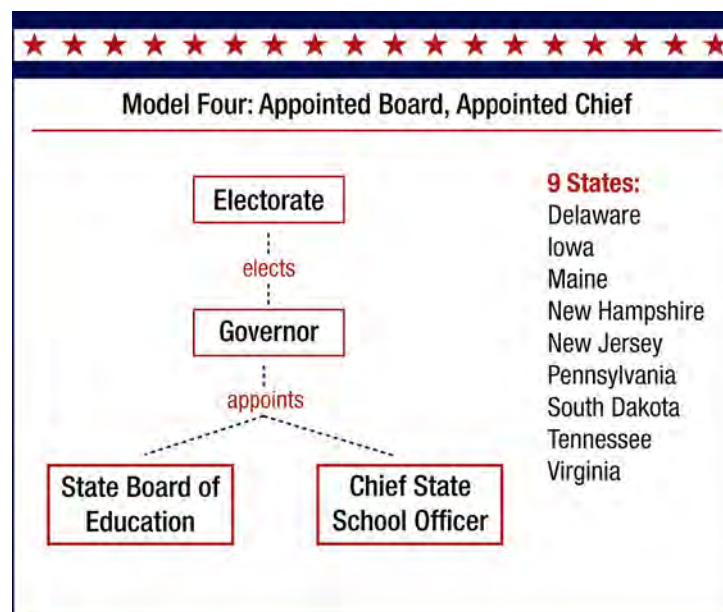 Model Four: Appointed Board, Appointed Chief
Electorate
elects
Governor
appoints
State Board of
Education
Chief State
School Officer
9 States:
Delaware
Iowa
Maine
New Hampshire
New Jersey
Pennsylvania
South Dakota
Tennessee
Virginia